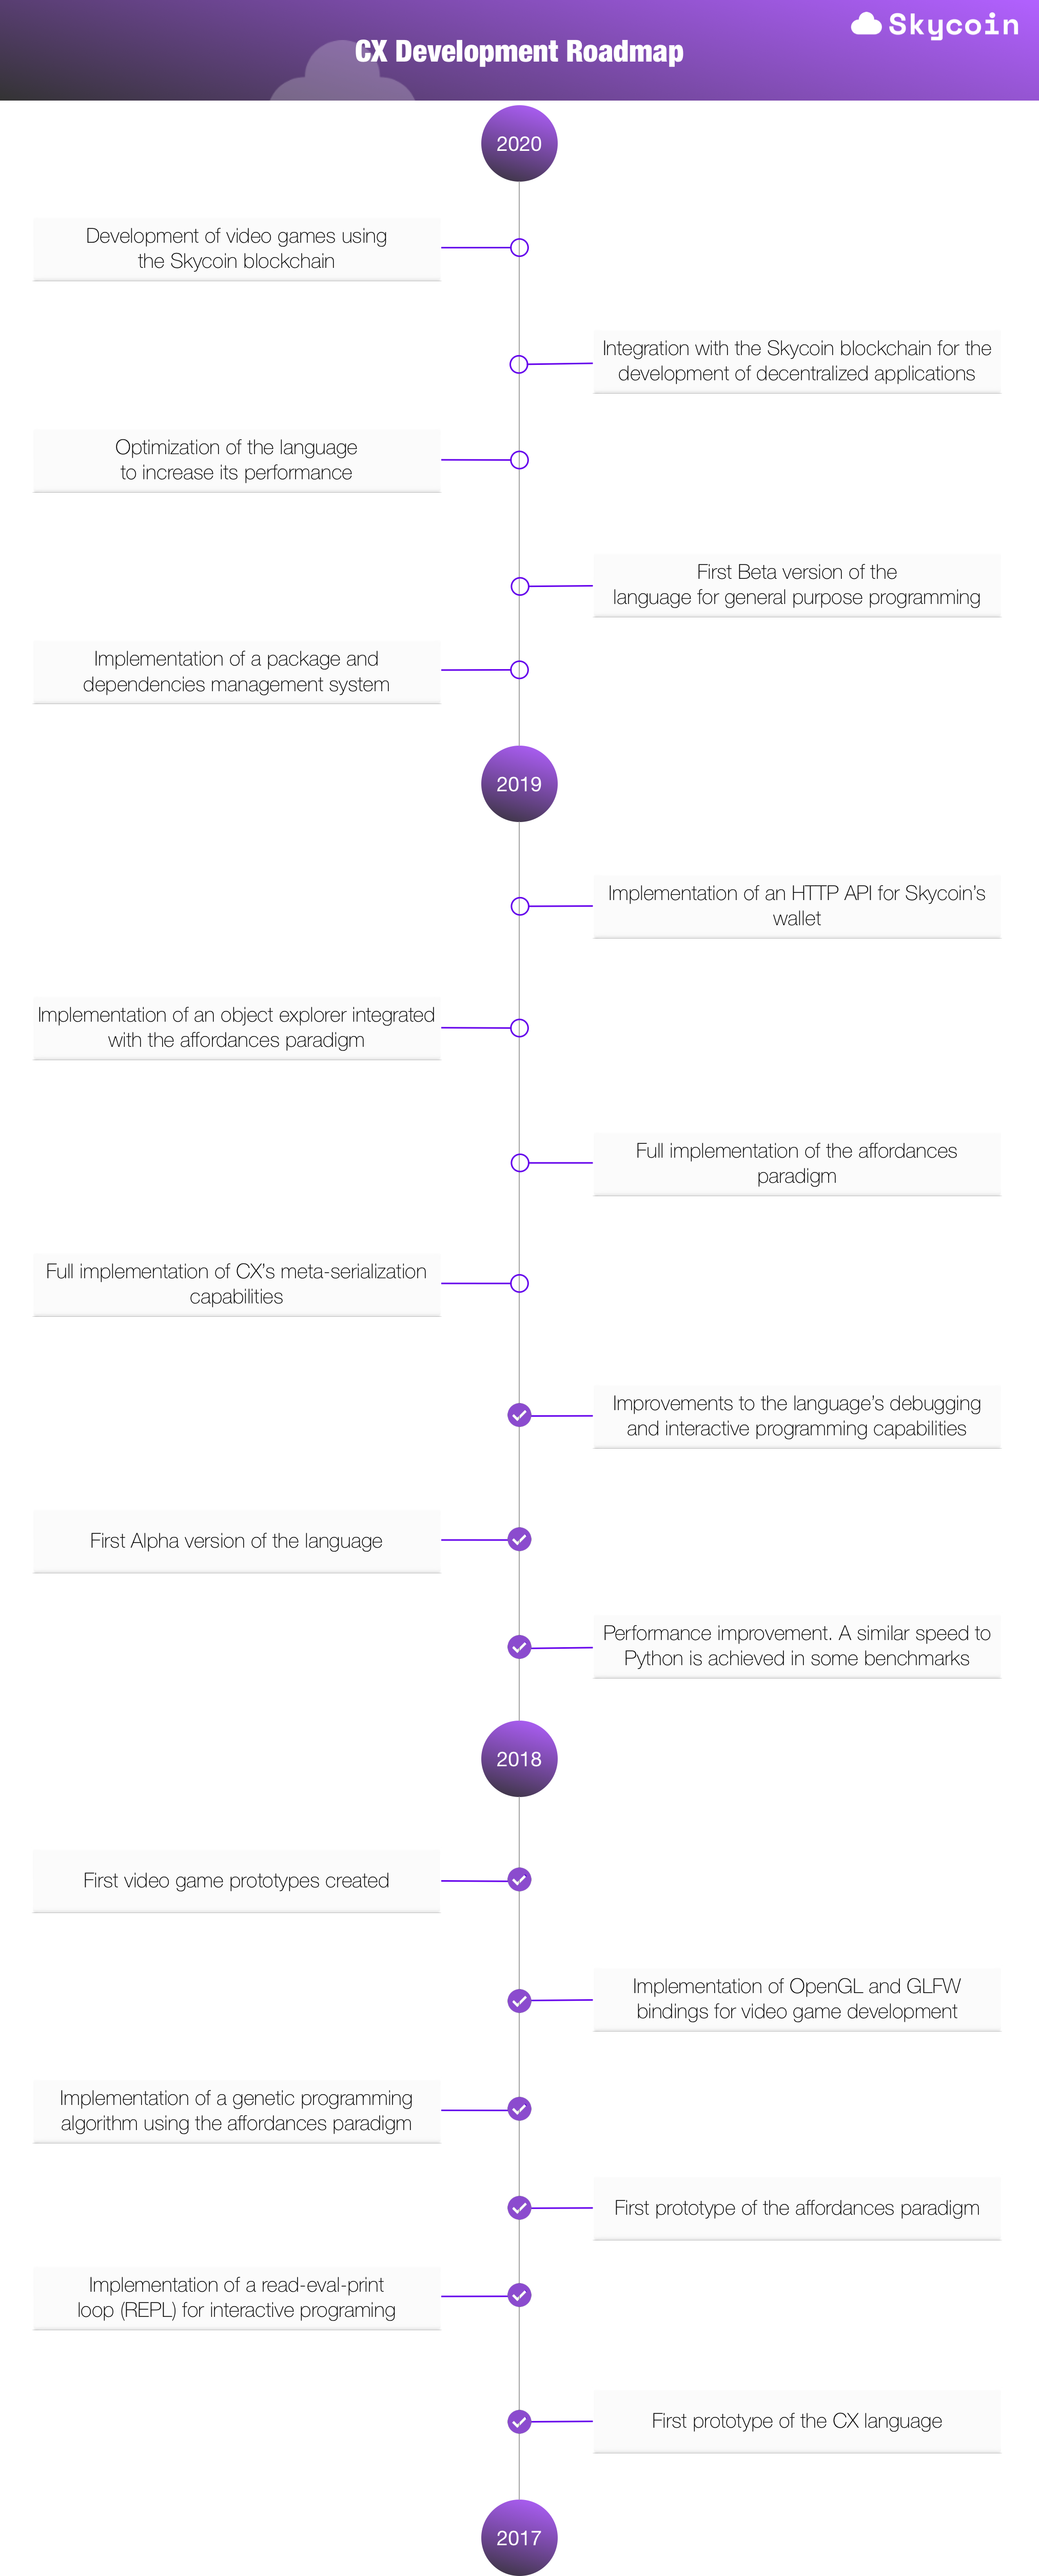 Skycoin
CX Development Roadmap
2020
Development of video games using
the Skycoin blockchain
Integration with the Skycoin blockchain for the
development of decentralized applications
Optimization of the language
to increase its performance
First Beta version of the
language for general purpose programming
Implementation of a package and
dependencies management system
2019
Implementation of an HTTP API for Skycoin's
wallet
Implementation of an object explorer integrated
with the affordances paradigm
Full implementation of the affordances
paradigm
Full implementation of CX's meta-serialization
capabilities
Improvements to the language's debugging
and interactive programming capabilities
First Alpha version of the language
Performance improvement. A similar speed to
Python is achieved in some benchmarks
2018
First video game prototypes created
Implementation of OpenGL and GLFW
bindings for video game development
Implementation of a genetic programming
algorithm using the affordances paradigm
First prototype of the affordances paradigm
Implementation of a read-eval-print
loop (REPL) for interactive programing
First prototype of the CX language
2017